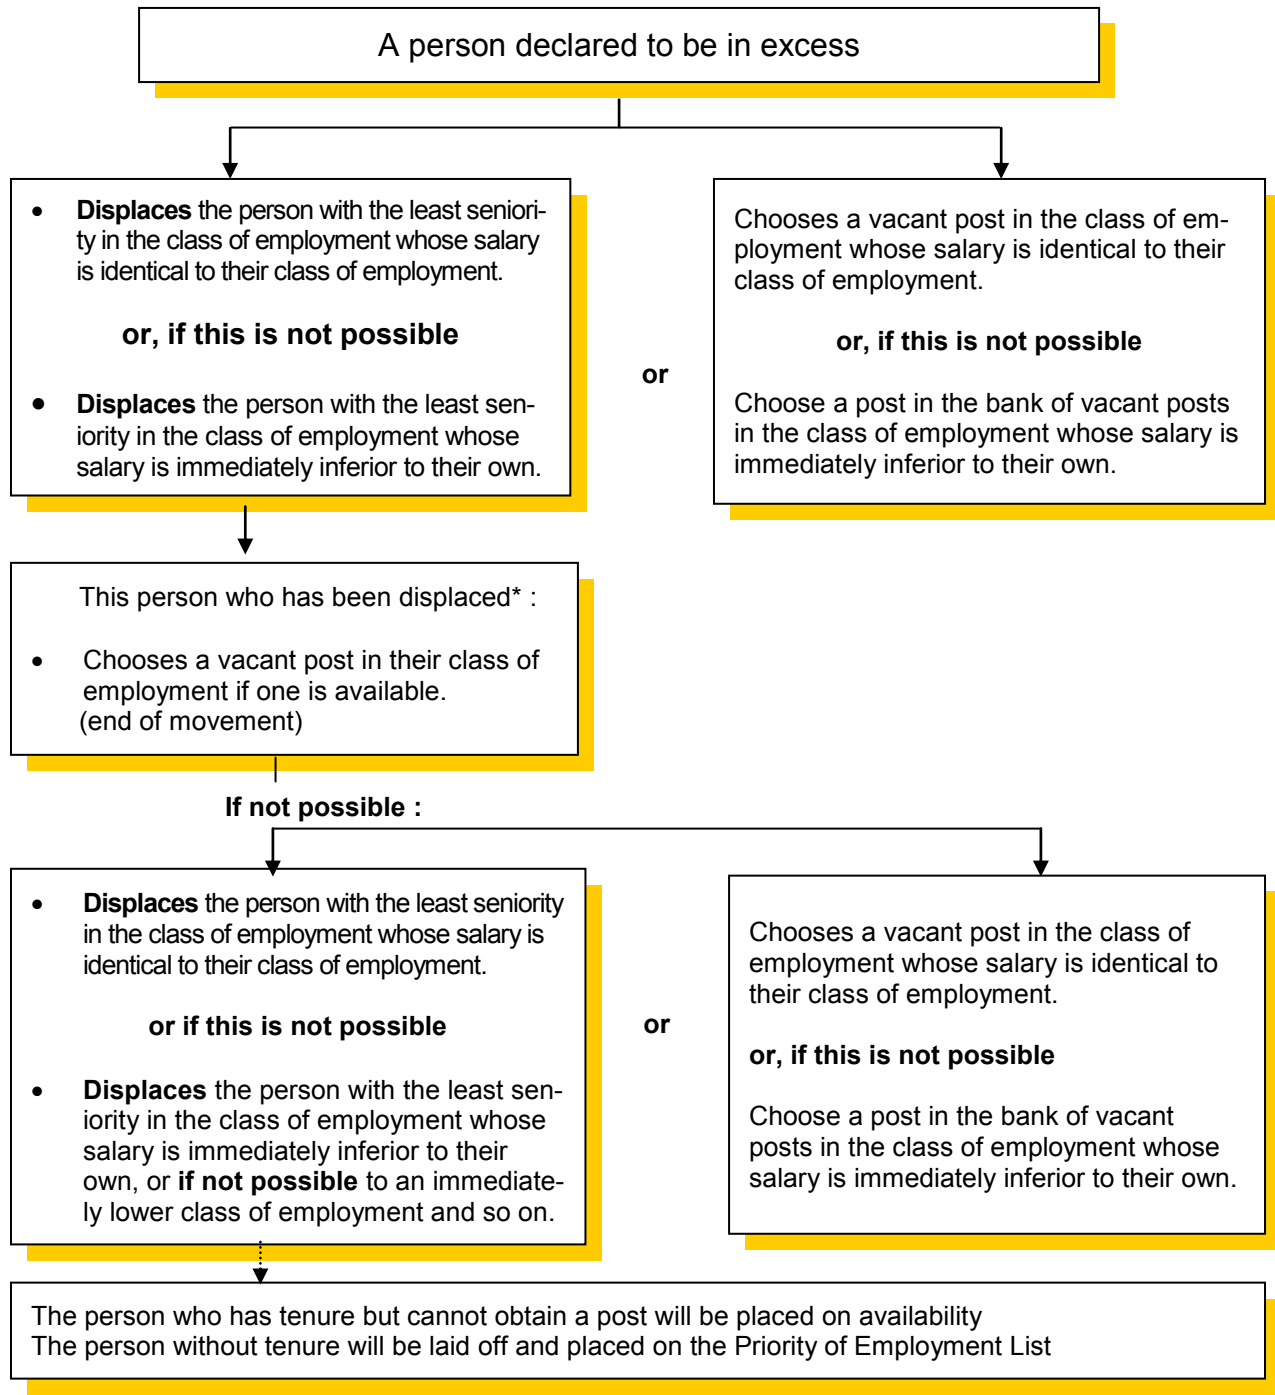 A person declared to be in excess
• Displaces the person with the least seniori-
ty in the class of employment whose salary
is identical to their class of employment.
or, if this is not possible
• Displaces the person with the least sen-
iority in the class of employment whose
salary is immediately inferior to their own.
or
Chooses a vacant post in the class of em-
ployment whose salary is identical to their
class of employment.
or, if this is not possible
Choose a post in the bank of vacant posts
in the class of employment whose salary is
immediately inferior to their own.
This person who has been displaced* :
• Chooses a vacant post in their class of
employment if one is available.
(end of movement)
If not possible :
• Displaces the person with the least seniority
in the class of employment whose salary is
identical to their class of employment.
or if this is not possible
• Displaces the person with the least sen-
iority in the class of employment whose
salary is immediately inferior to their
own, or if not possible to an immediate-
ly lower class of employment and so on.
or
Chooses a vacant post in the class of
employment whose salary is identical to
their class of employment.
or, if this is not possible
Choose a post in the bank of vacant
posts in the class of employment whose
salary is immediately inferior to their own.
The person who has tenure but cannot obtain a post will be placed on availability
The person without tenure will be laid off and placed on the Priority of Employment List